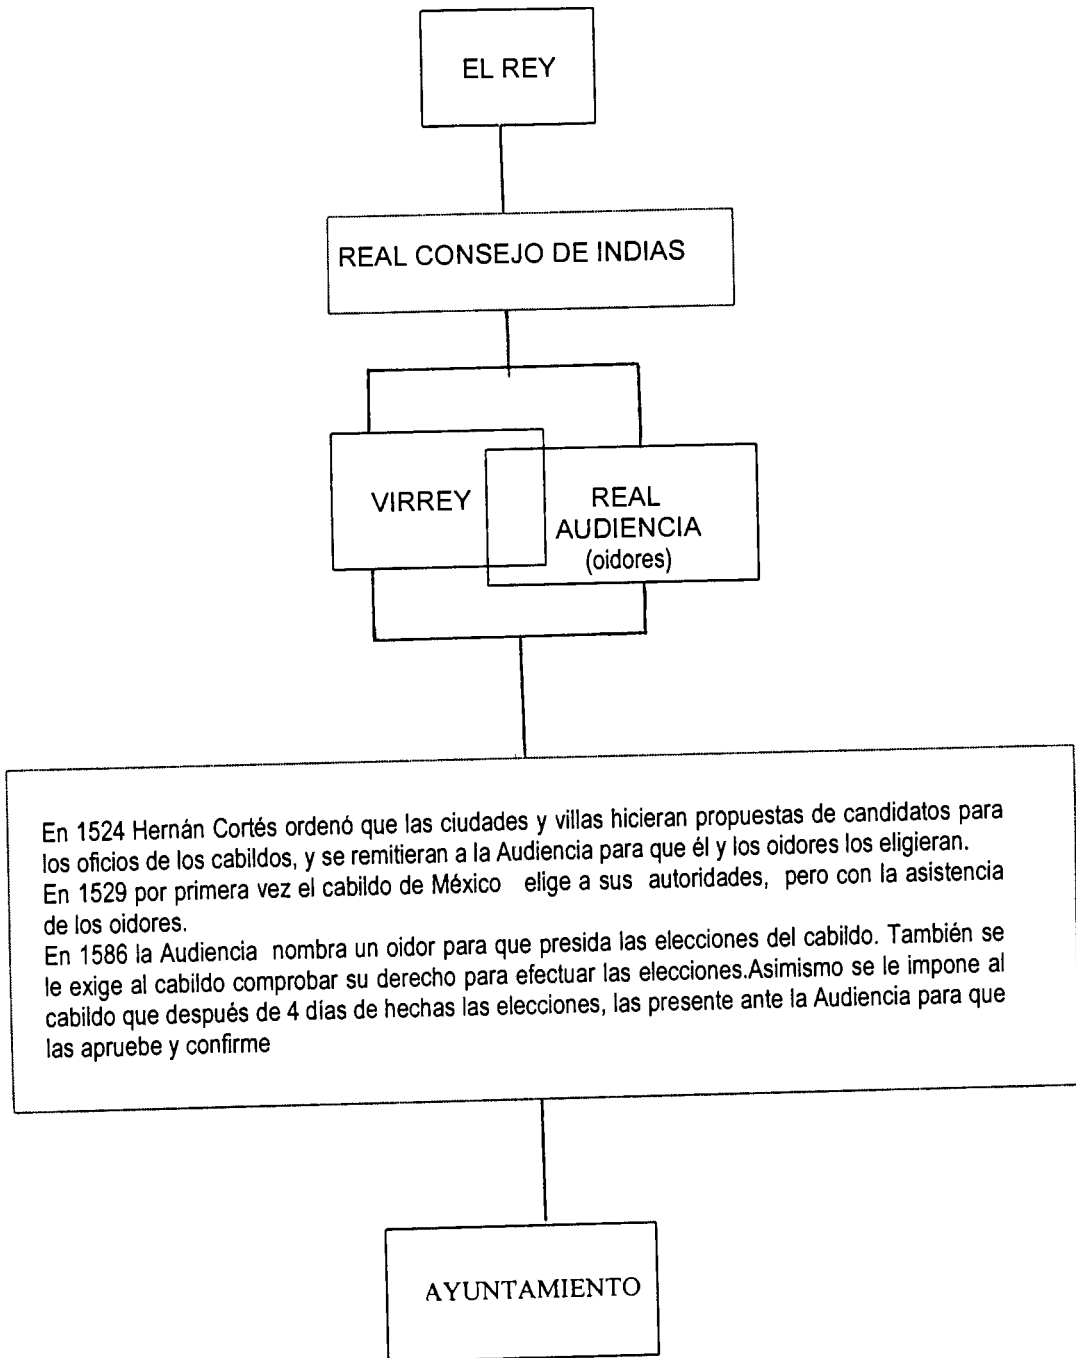 EL REY
REAL CONSEJO DE INDIAS
VIRREY
REAL
AUDIENCIA
(oidores)
En 1524 Hernán Cortés ordenó que las ciudades y villas hicieran propuestas de candidatos para
los oficios de los cabildos, y se remitieran a la Audiencia para que él y los oidores los eligieran.
En 1529 por primera vez el cabildo de México elige a sus autoridades, pero con la asistencia
de los oidores.
En 1586 la Audiencia nombra un oidor para que presida las elecciones del cabildo. También se
le exige al cabildo comprobar su derecho para efectuar las elecciones.Asimismo se le impone al
cabildo que después de 4 días de hechas las elecciones, las presente ante la Audiencia para que
las apruebe y confirme
AYUNTAMIENTO